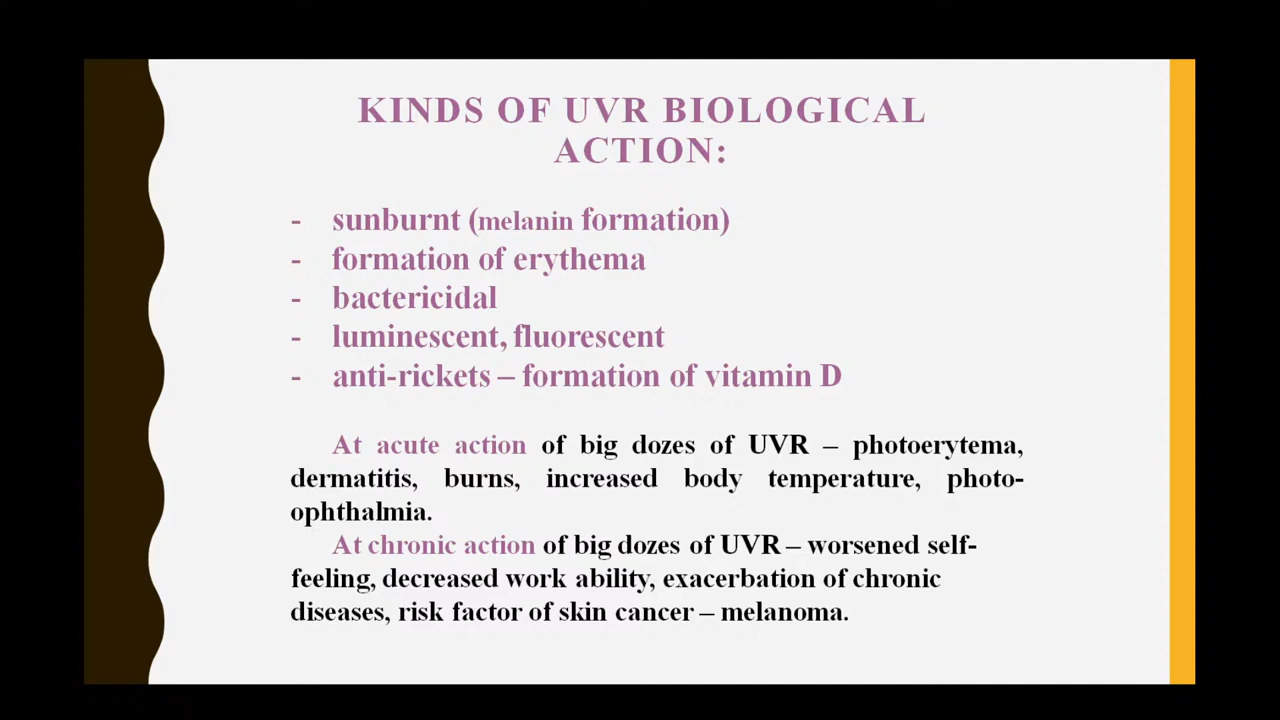 KINDS OF UVR BIOLOGICAL
ACTION:
- sunburnt (melanin formation)
- formation of erythema
- bactericidal
- luminescent, fluorescent
- anti-rickets – formation of vitamin D
At acute action of big dozes of UVR – photoerytema,
dermatitis, burns, increased body temperature, photo-
ophthalmia.
At chronic action of big dozes of UVR – worsened self-
feeling, decreased work ability, exacerbation of chronic
diseases, risk factor of skin cancer – melanoma.